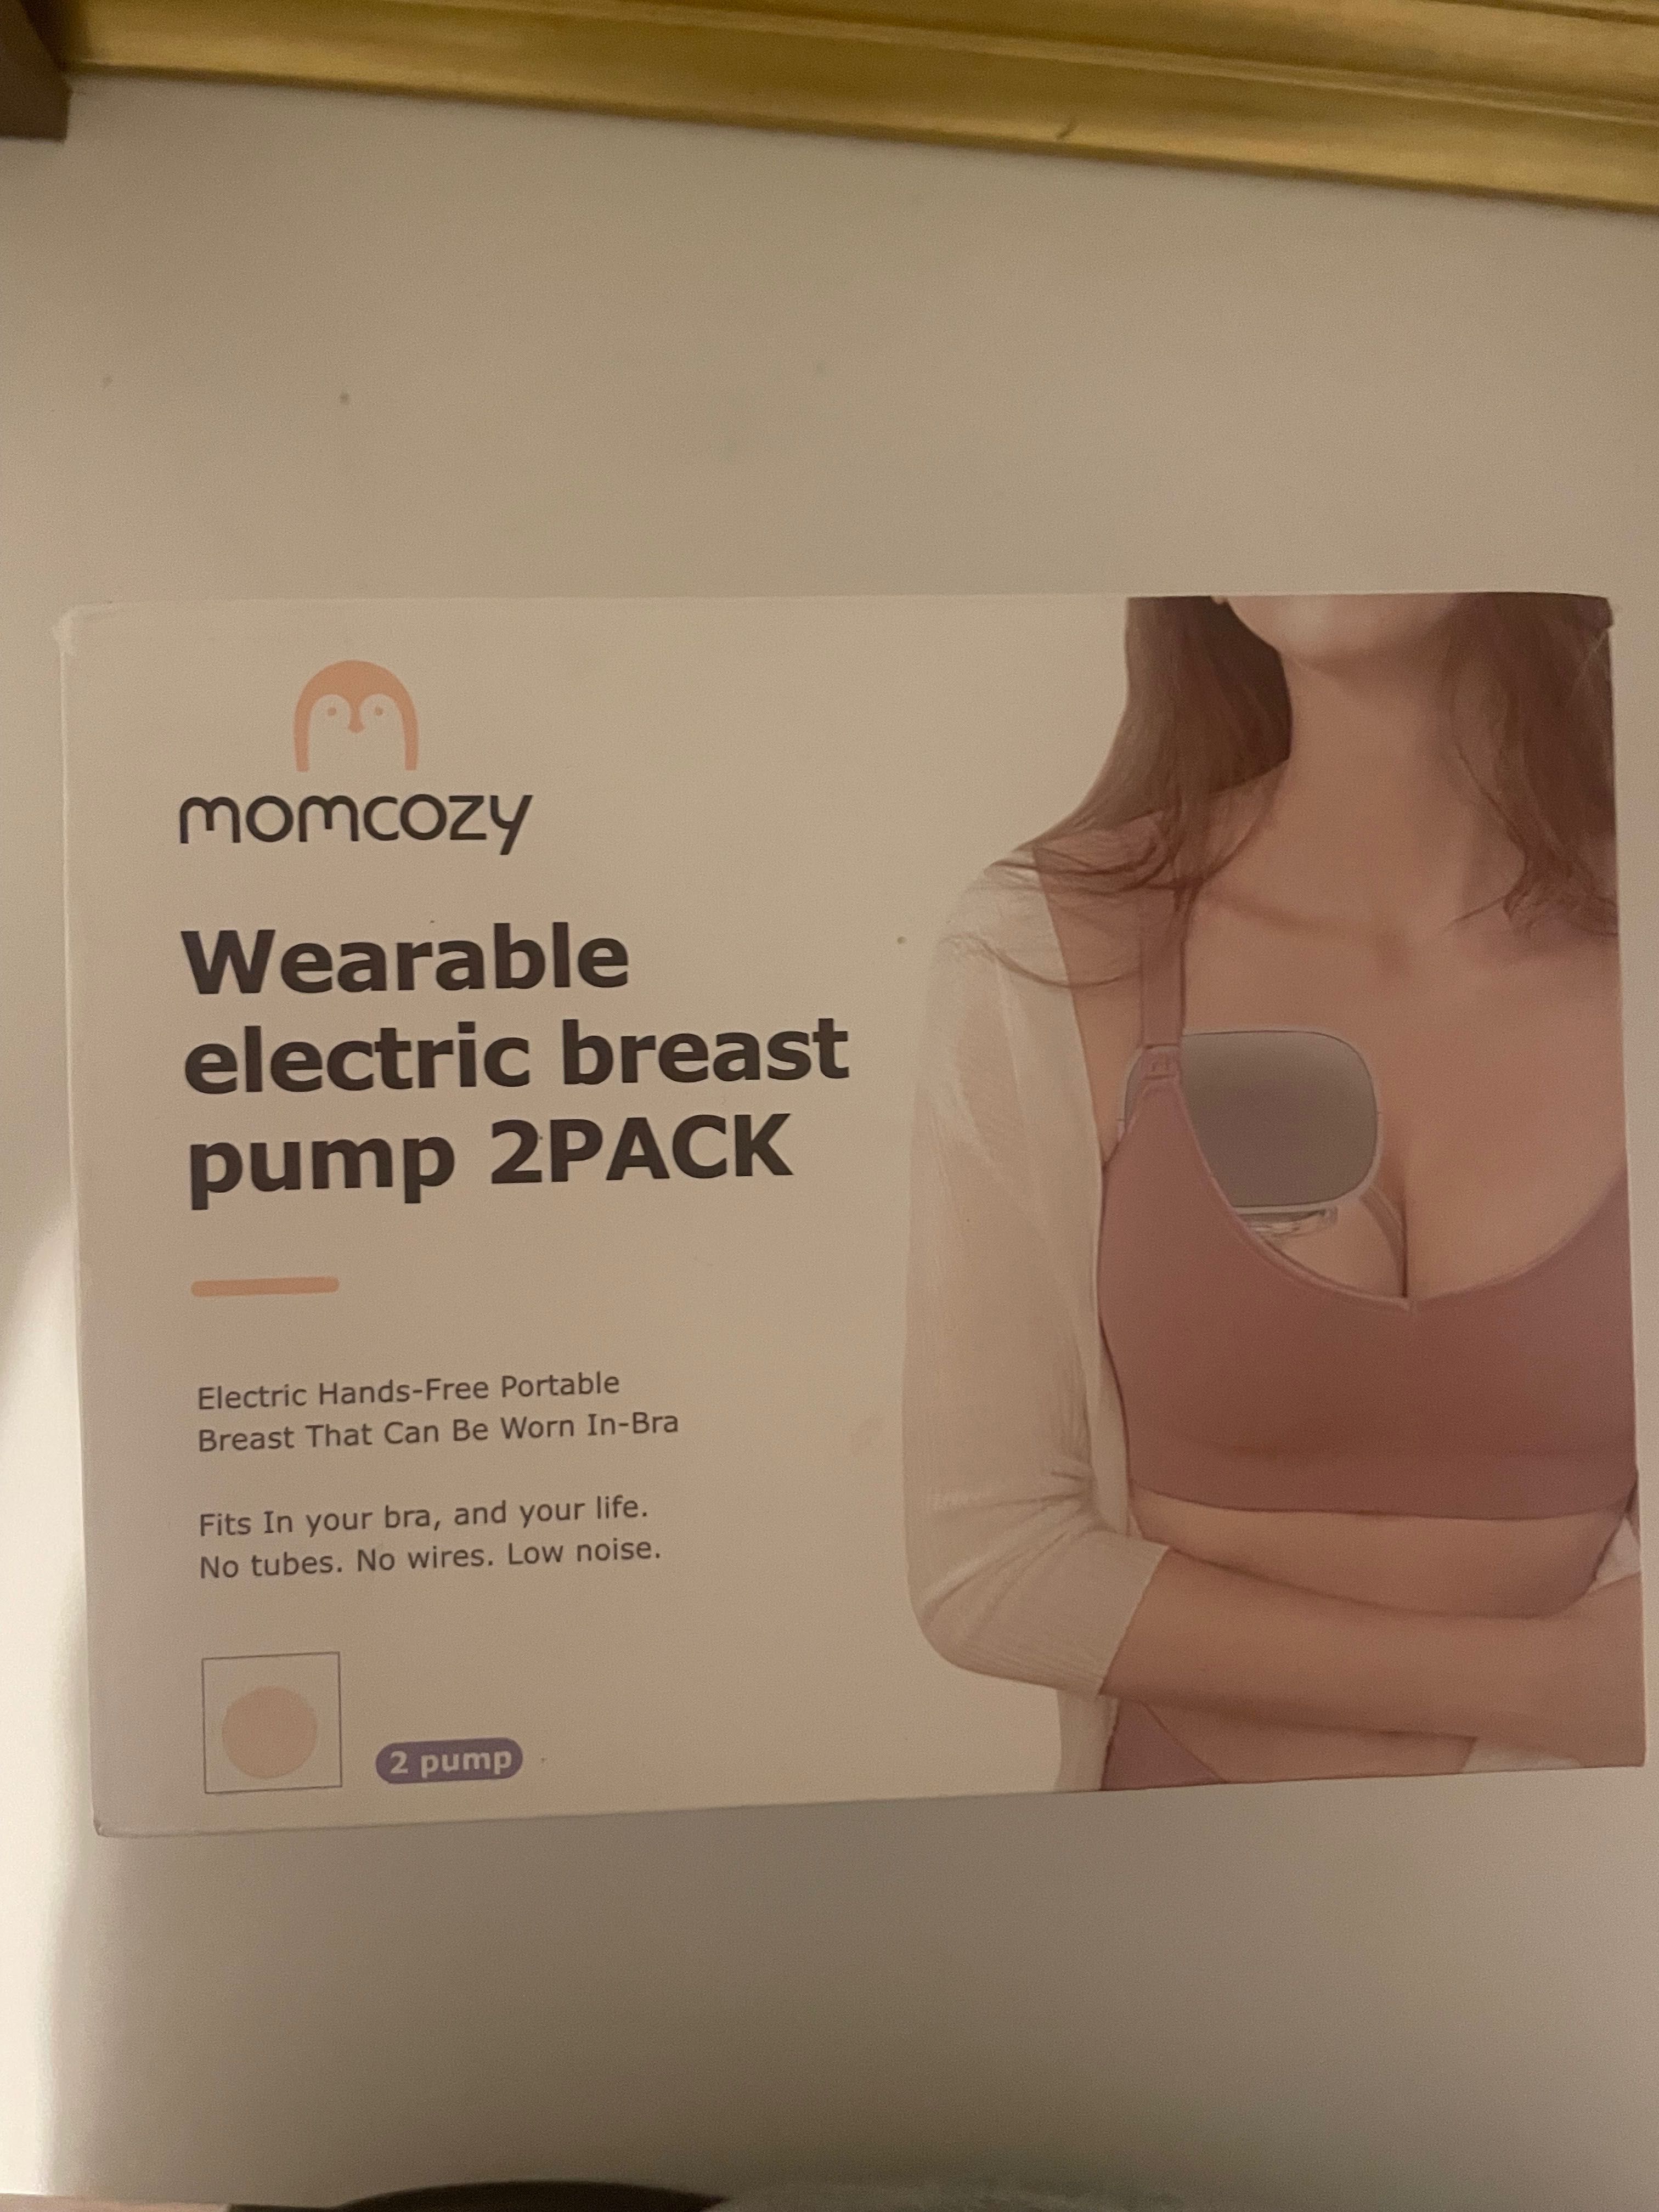 momcozy
Wearable
electric breast
pump 2PACK
Electric Hands-Free Portable
Breast That Can Be Worn In-Bra
Fits In your bra, and your life.
No tubes. No wires. Low noise.
2 pump